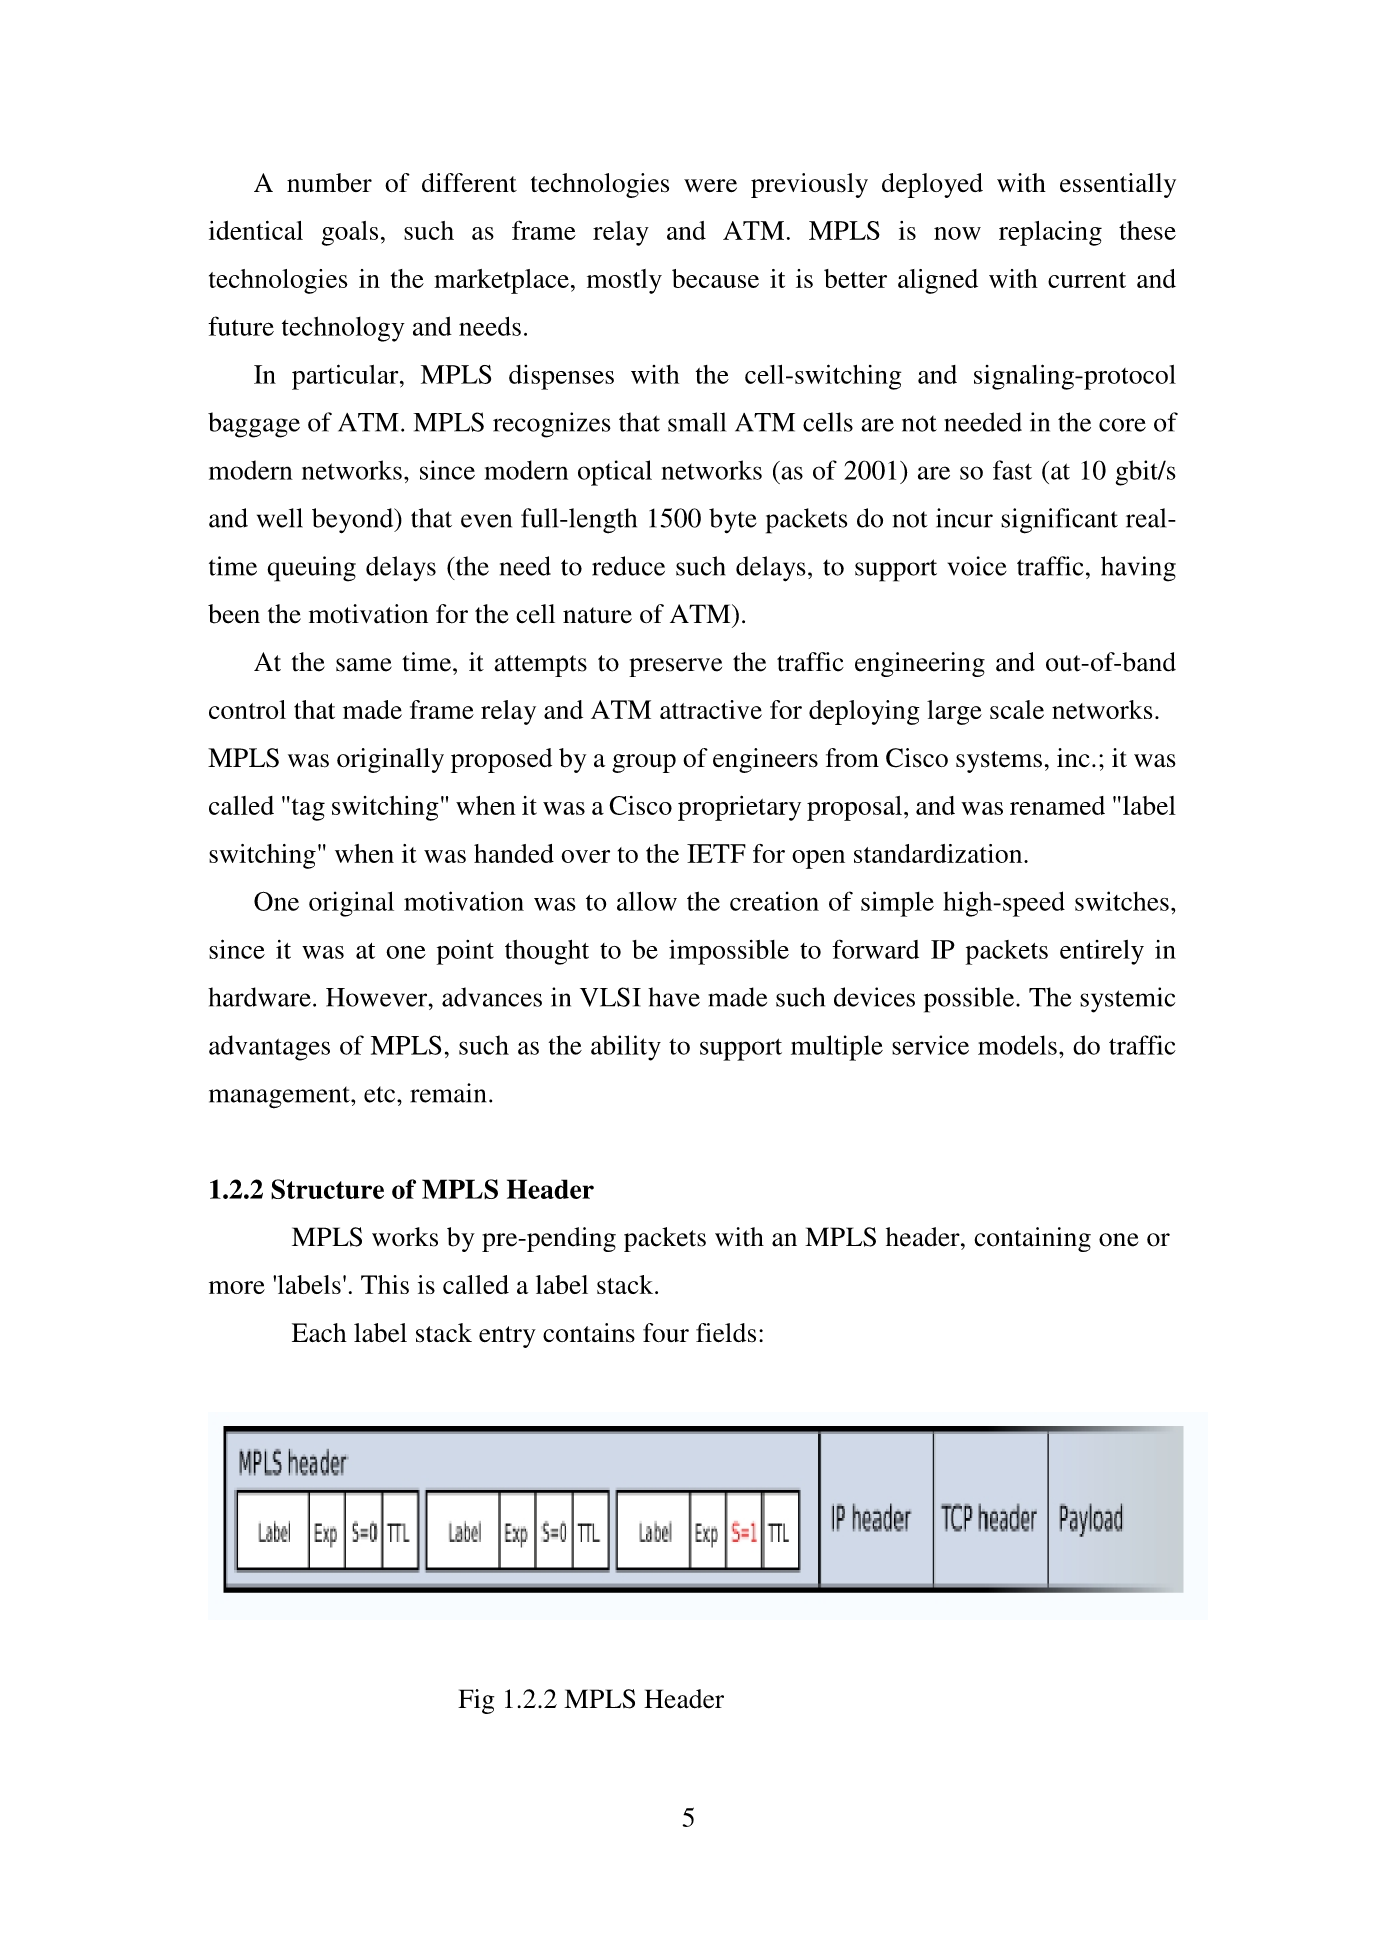 A number of different technologies were previously deployed with essentially
identical goals, such as frame relay and ATM. MPLS is now replacing these
technologies in the marketplace, mostly because it is better aligned with current and
future technology and needs.
In particular, MPLS dispenses with the cell-switching and signaling-protocol
baggage of ATM. MPLS recognizes that small ATM cells are not needed in the core of
modern networks, since modern optical networks (as of 2001) are so fast (at 10 gbit/s
and well beyond) that even full-length 1500 byte packets do not incur significant real-
time queuing delays (the need to reduce such delays, to support voice traffic, having
been the motivation for the cell nature of ATM).
At the same time, it attempts to preserve the traffic engineering and out-of-band
control that made frame relay and ATM attractive for deploying large scale networks.
MPLS was originally proposed by a group of engineers from Cisco systems, inc.; it was
called "tag switching" when it was a Cisco proprietary proposal, and was renamed "label
switching" when it was handed over to the IETF for open standardization.
One original motivation was to allow the creation of simple high-speed switches,
since it was at one point thought to be impossible to forward IP packets entirely in
hardware. However, advances in VLSI have made such devices possible. The systemic
advantages of MPLS, such as the ability to support multiple service models, do traffic
management, etc, remain.
1.2.2 Structure of MPLS Header
MPLS works by pre-pending packets with an MPLS header, containing one or
more 'labels'. This is called a label stack.
Each label stack entry contains four fields:
MPLS header
Label Exp S=0 TTL Label Exp S=0 TTL Label Exp S=1 TTL
IP header TCP header Payload
Fig 1.2.2 MPLS Header
5